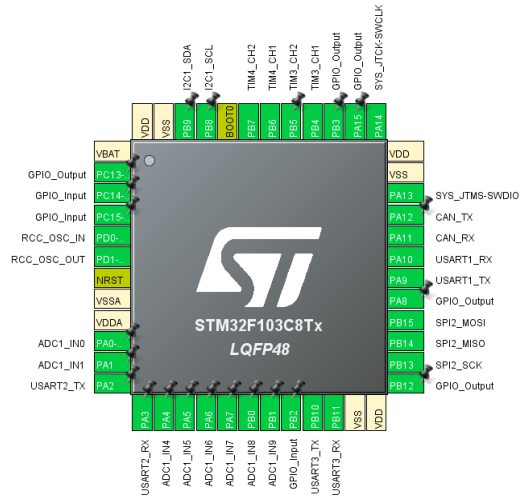 I2C1_SDA
I2C1_SCL
TIM4_CH2
TIM4_CH1
TIM3_CH2
TIM3_CH1
GPIO_Output
GPIO_Output
SYS_JTCK-SWCLK
VDD
VSS
PB9
PB8
BOOT0
PB7
PB6
PB5
PB4
PB3
PA15
PA14
VBAT
GPIO_Output PC13-..
GPIO_Input PC14-..
GPIO_Input PC15-..
RCC_OSC_IN PD0-..
RCC_OSC_OUT PD1-..
NRST
VSSA
VDDA
ADC1_IN0 PA0-..
ADC1_IN1 PA1
USART2_TX PA2
ST
STM32F103C8Tx
LQFP48
VDD
VSS
PA13 SYS_JTMS-SWDIO
PA12 CAN_TX
PA11 CAN_RX
PA10 USART1_RX
PA9 USART1_TX
PA8 GPIO_Output
PB15 SPI2_MOSI
PB14 SPI2_MISO
PB13 SPI2_SCK
PB12 GPIO_Output
PA3
PA4
PA5
PA6
PA7
PB0
PB1
PB2
PB10
PB11
VSS
VDD
USART2_RX
ADC1_IN4
ADC1_IN5
ADC1_IN6
ADC1_IN7
ADC1_IN8
ADC1_IN9
GPIO_Input
USART3_TX
USART3_RX